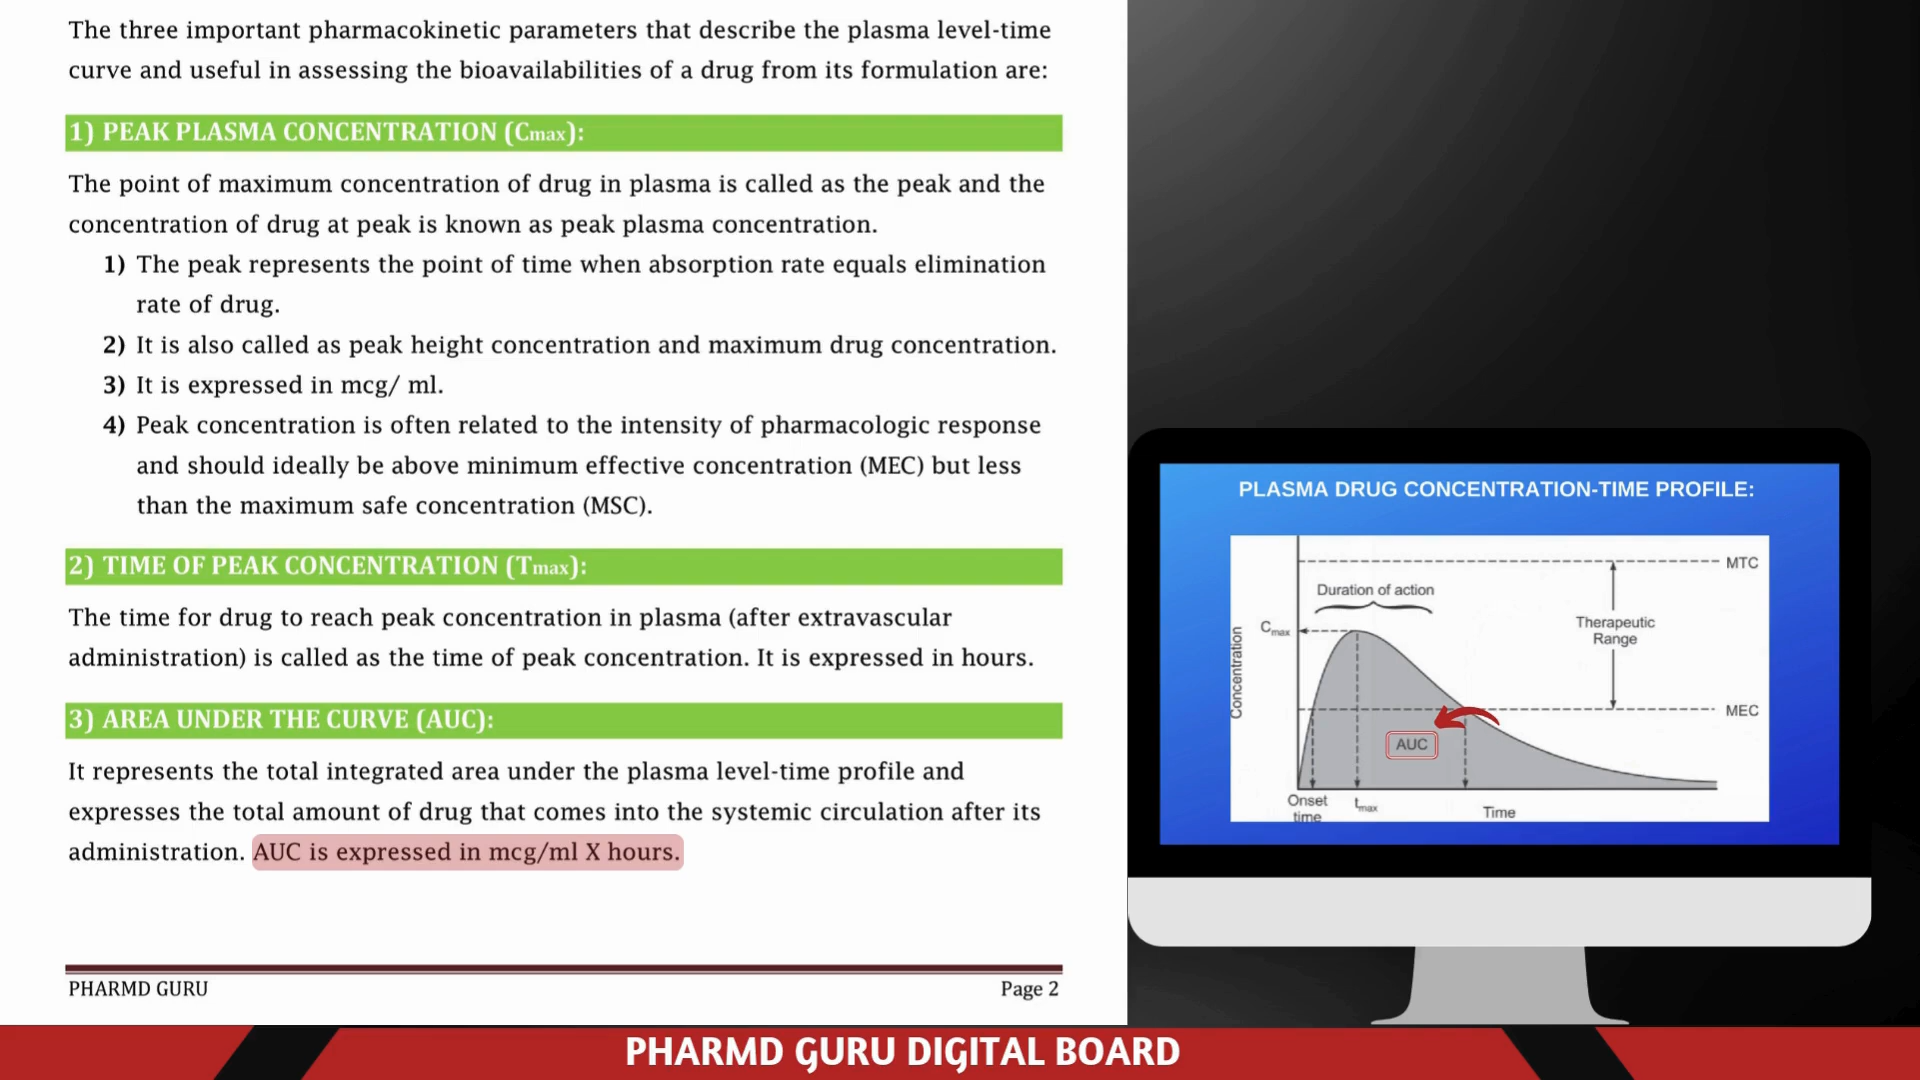 The three important pharmacokinetic parameters that describe the plasma level-time
curve and useful in assessing the bioavailabilities of a drug from its formulation are:
1) PEAK PLASMA CONCENTRATION (Cmax):
The point of maximum concentration of drug in plasma is called as the peak and the
concentration of drug at peak is known as peak plasma concentration.
1) The peak represents the point of time when absorption rate equals elimination
rate of drug.
2) It is also called as peak height concentration and maximum drug concentration.
3) It is expressed in mcg/ ml.
4) Peak concentration is often related to the intensity of pharmacologic response
and should ideally be above minimum effective concentration (MEC) but less
than the maximum safe concentration (MSC).
2) TIME OF PEAK CONCENTRATION (Tmax):
The time for drug to reach peak concentration in plasma (after extravascular
administration) is called as the time of peak concentration. It is expressed in hours.
3) AREA UNDER THE CURVE (AUC):
It represents the total integrated area under the plasma level-time profile and
expresses the total amount of drug that comes into the systemic circulation after its
administration. AUC is expressed in mcg/ml X hours.
PHARMD GURU Page 2
PLASMA DRUG CONCENTRATION-TIME PROFILE:
MTC
Duration of action
Cmax
Therapeutic
Range
Concentration
MEC
AUC
Onset
time
tmax
Time
PHARMD GURU DIGITAL BOARD